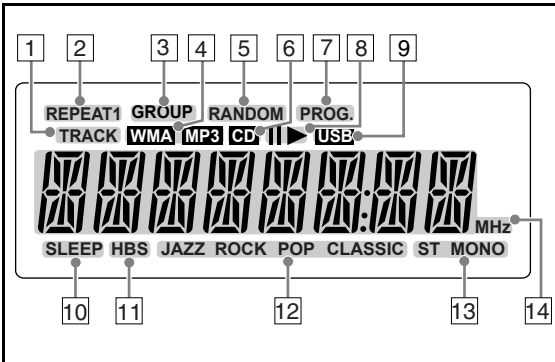 1 2 3 4 5 6 7 8 9
REPEAT1 GROUP RANDOM PROG.
TRACK WMA MP3 CD USB
MHz
SLEEP HBS JAZZ ROCK POP CLASSIC ST MONO
10 11 12 13 14